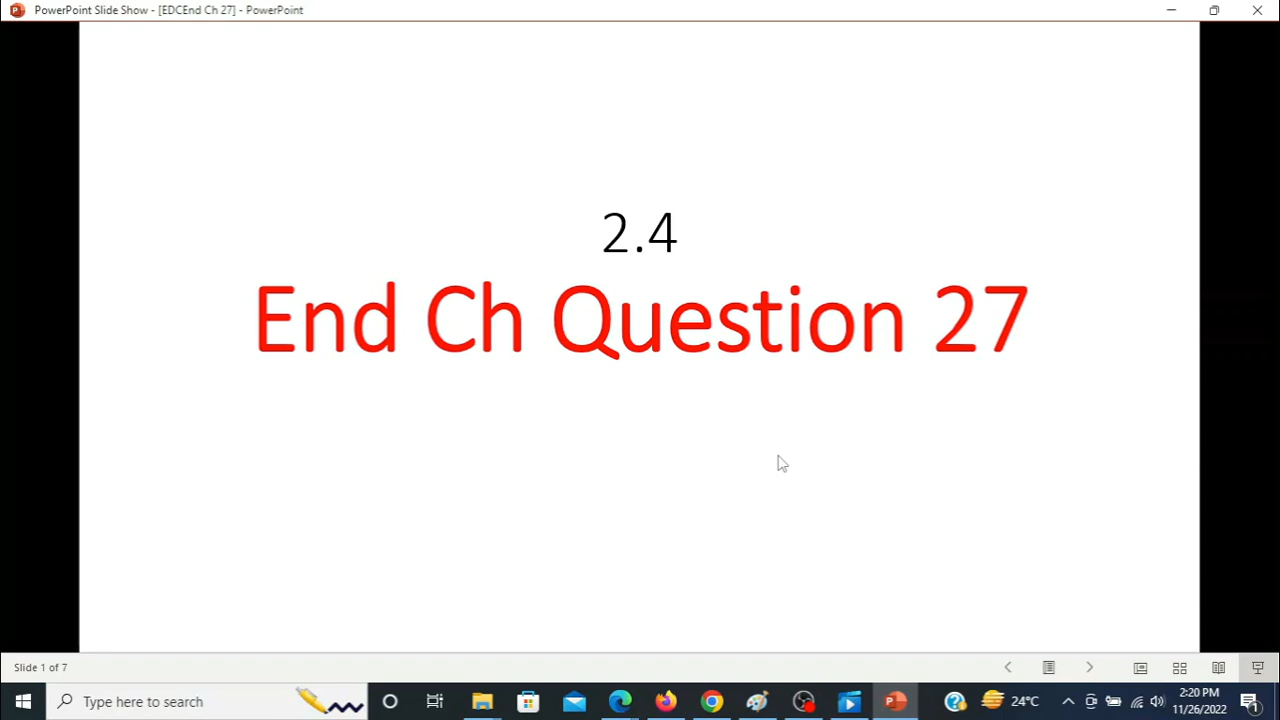 PowerPoint Slide Show - [EDCEnd Ch 27] - PowerPoint
2.4
End Ch Question 27
Slide 1 of 7
Type here to search
24°C
2:20 PM
11/26/2022
1